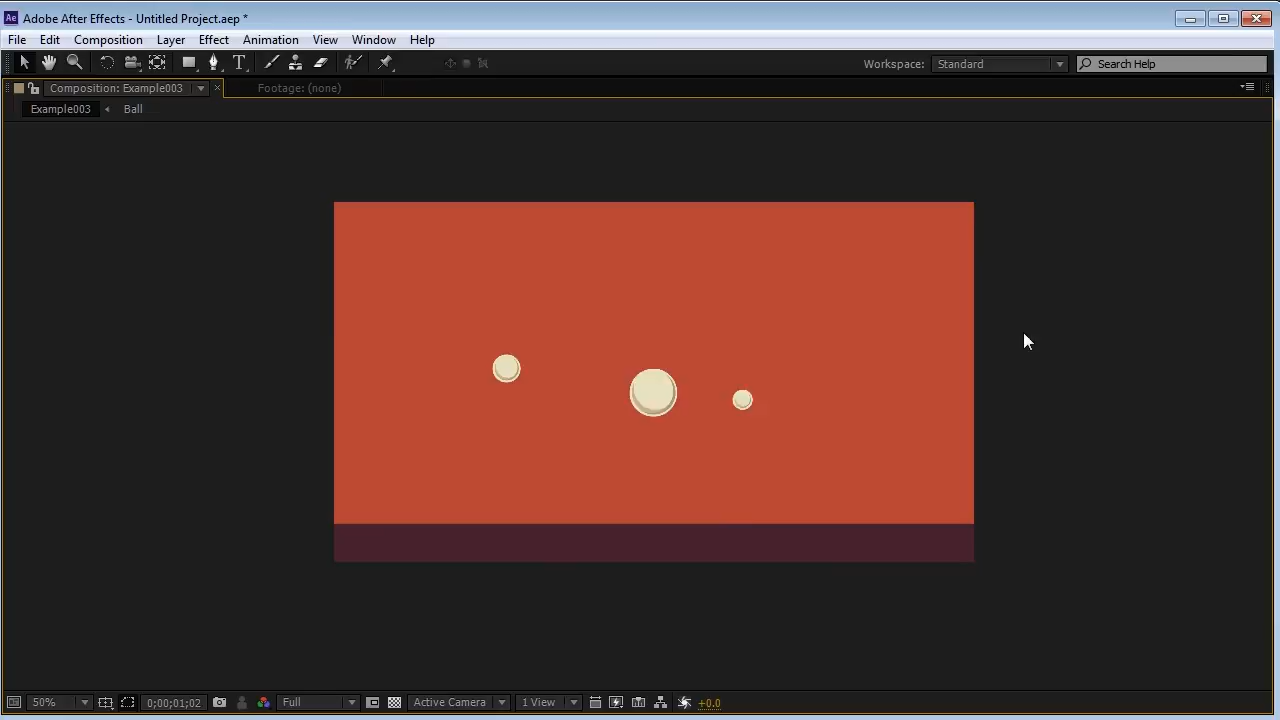 Ae Adobe After Effects - Untitled Project.aep *
File Edit Composition Layer Effect Animation View Window Help
T Workspace: Standard Search Help
Composition: Example003 × Footage: (none)
Example003 Ball
50% 0;00;01;02 Full Active Camera 1 View +0.0